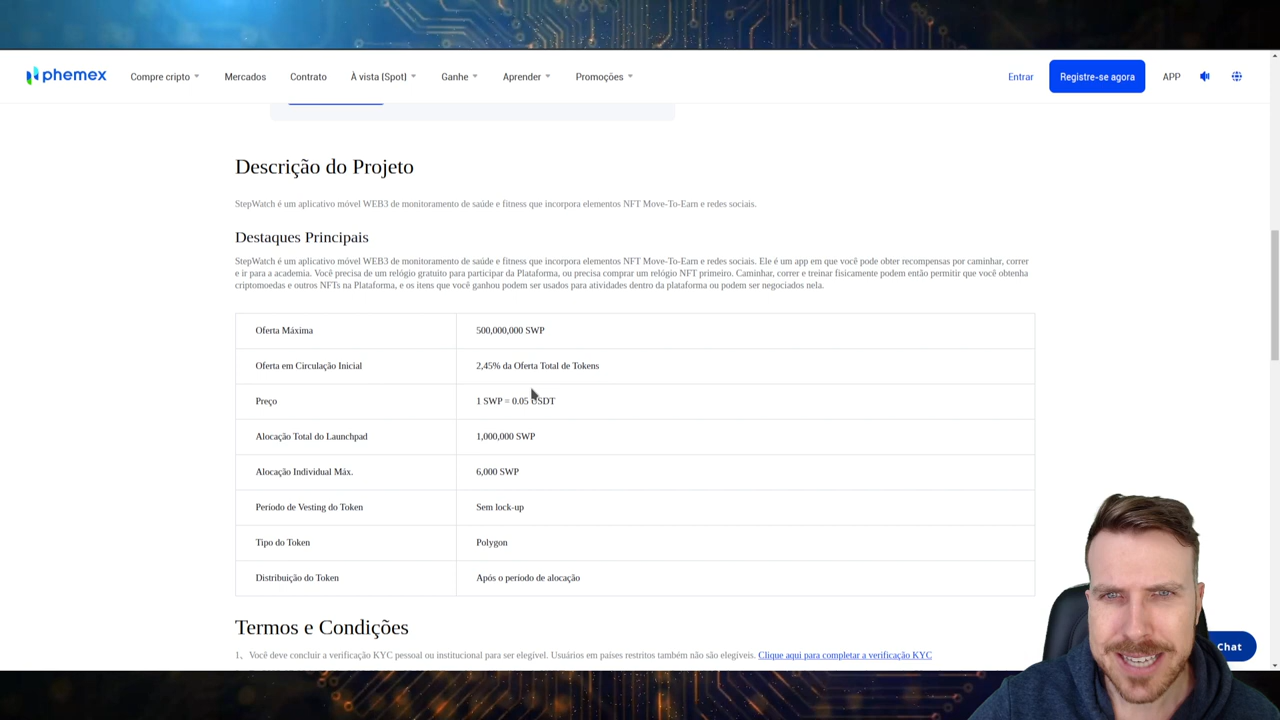 phemex
Compre cripto
Mercados
Contrato
À vista [Spot]
Ganhe
Aprender
Promoções
Entrar
Registre-se agora
APP
Descrição do Projeto
StepWatch é um aplicativo móvel WEB3 de monitoramento de saúde e fitness que incorpora elementos NFT Move-To-Earn e redes sociais.
Destaques Principais
StepWatch é um aplicativo móvel WEB3 de monitoramento de saúde e fitness que incorpora elementos NFT Move-To-Earn e redes sociais. Ele é um app em que você pode obter recompensas por caminhar, correr
e ir para a academia. Você precisa de um relógio gratuito para participar da Plataforma, ou precisa comprar um relógio NFT primeiro. Caminhar, correr e treinar fisicamente podem então permitir que você obtenha
criptomoedas e outros NFTs na Plataforma, e os itens que você ganhou podem ser usados para atividades dentro da plataforma ou podem ser negociados nela.
Oferta Máxima 500,000,000 SWP
Oferta em Circulação Inicial 2,45% da Oferta Total de Tokens
Preço 1 SWP = 0.05 USDT
Alocação Total do Launchpad 1,000,000 SWP
Alocação Individual Máx. 6,000 SWP
Período de Vesting do Token Sem lock-up
Tipo do Token Polygon
Distribuição do Token Após o período de alocação
Termos e Condições
1、 Você deve concluir a verificação KYC pessoal ou institucional para ser elegível. Usuários em países restritos também não são elegíveis. Clique aqui para completar a verificação KYC
Chat